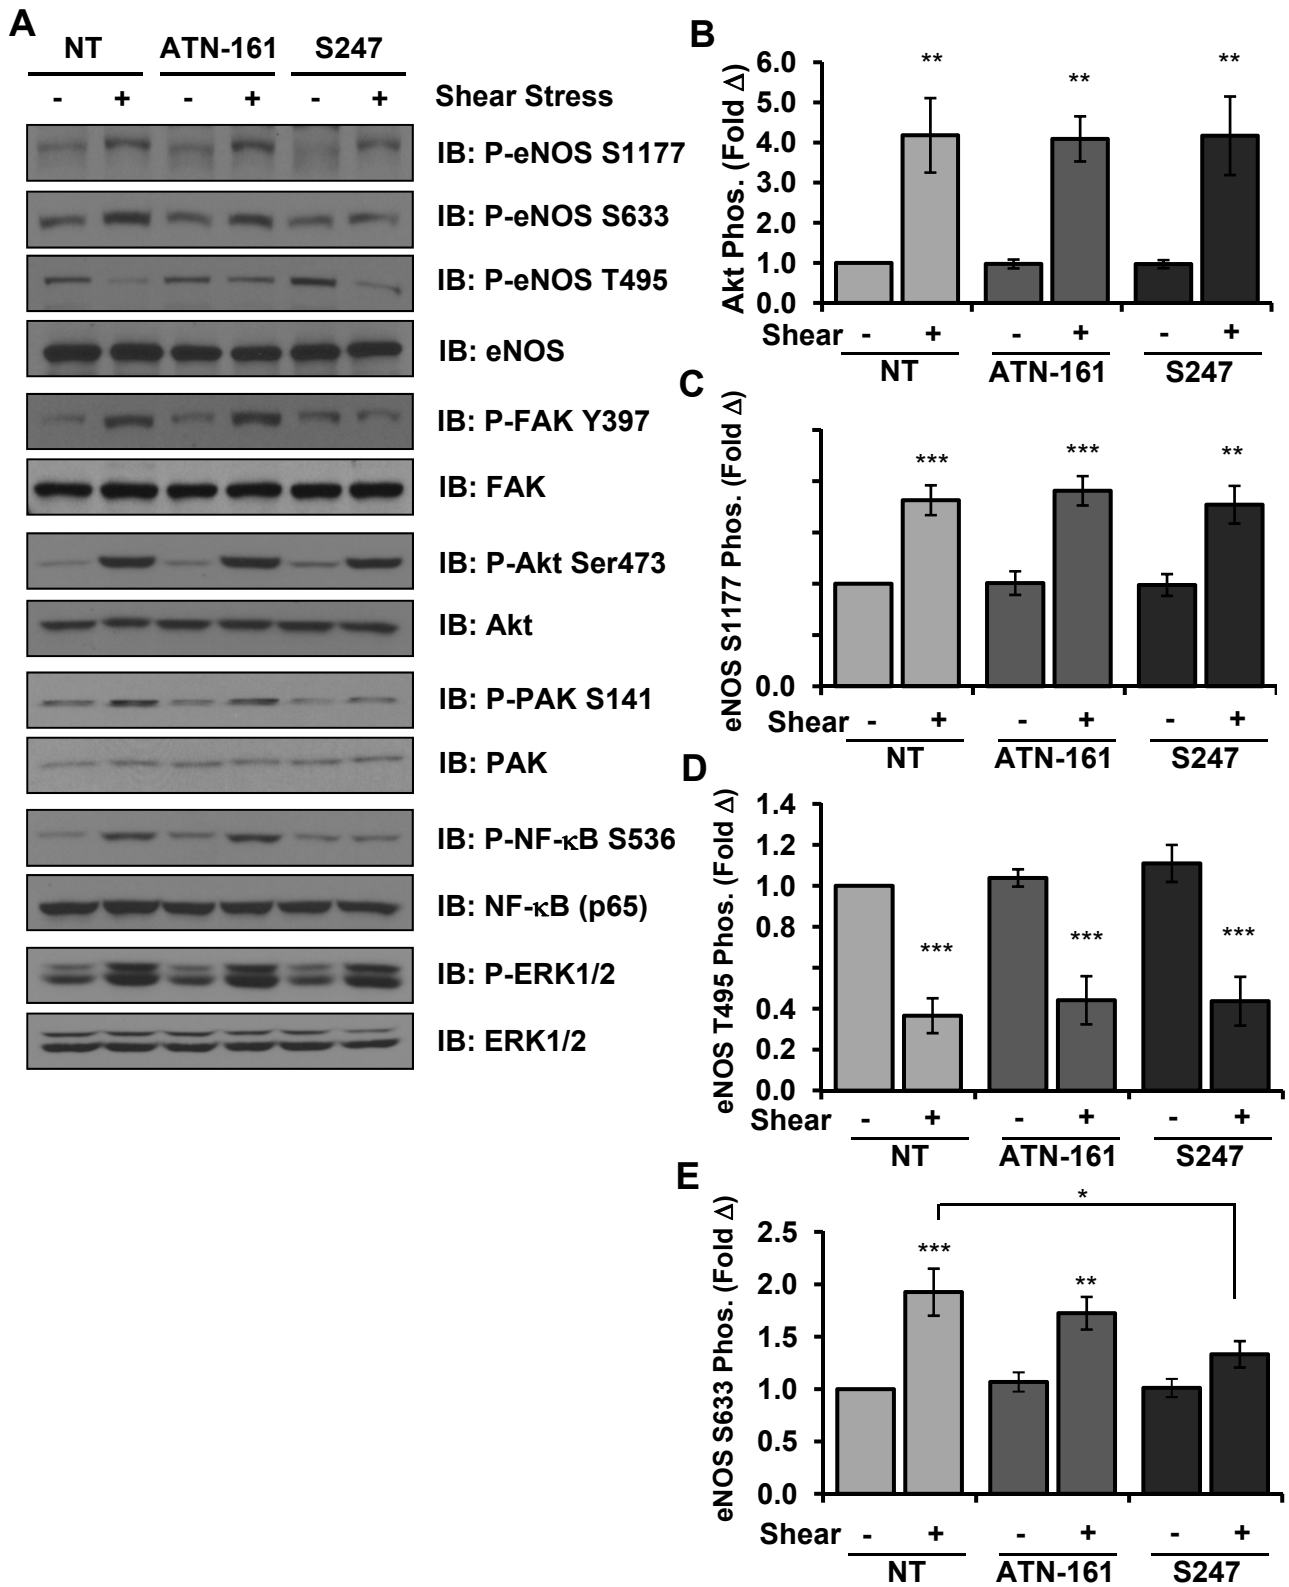 A
NT ATN-161 S247
- + - + - + Shear Stress
IB: P-eNOS S1177
IB: P-eNOS S633
IB: P-eNOS T495
IB: eNOS
IB: P-FAK Y397
IB: FAK
IB: P-Akt Ser473
IB: Akt
IB: P-PAK S141
IB: PAK
IB: P-NF-κB S536
IB: NF-κB (p65)
IB: P-ERK1/2
IB: ERK1/2
B
Akt Phos. (Fold Δ)
6.0
5.0
4.0
3.0
2.0
1.0
0.0
** ** **
Shear - + - + - +
NT ATN-161 S247
C
eNOS S1177 Phos. (Fold Δ)
0.0
*** *** **
Shear - + - + - +
NT ATN-161 S247
D
eNOS T495 Phos. (Fold Δ)
1.4
1.2
1.0
0.8
0.4
0.2
0.0
*** *** ***
Shear - + - + - +
NT ATN-161 S247
E
eNOS S633 Phos. (Fold Δ)
*
2.5
2.0
1.5
1.0
0.5
0.0
*** **
Shear - + - + - +
NT ATN-161 S247